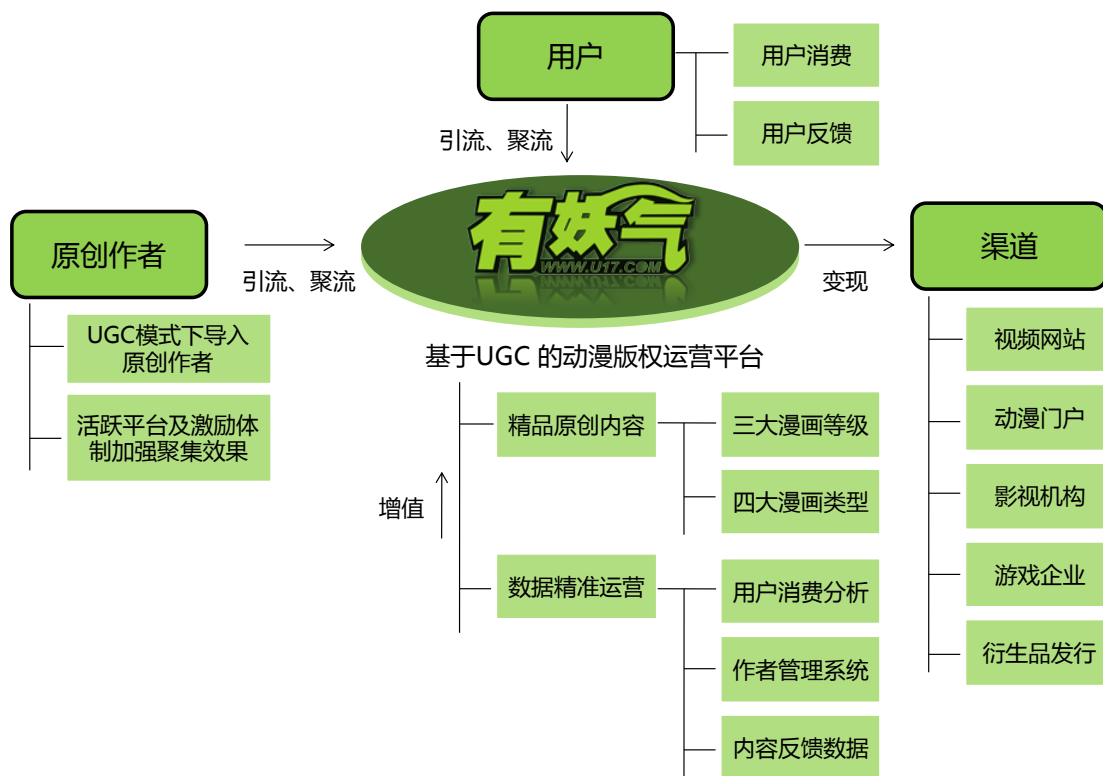 用户
用户消费
用户反馈
引流、聚流
有妖气
WWW.U17.COM
原创作者
引流、聚流
变现
渠道
UGC模式下导入
原创作者
活跃平台及激励体
制加强聚集效果
基于UGC 的动漫版权运营平台
增值
精品原创内容
三大漫画等级
四大漫画类型
数据精准运营
用户消费分析
作者管理系统
内容反馈数据
视频网站
动漫门户
影视机构
游戏企业
衍生品发行